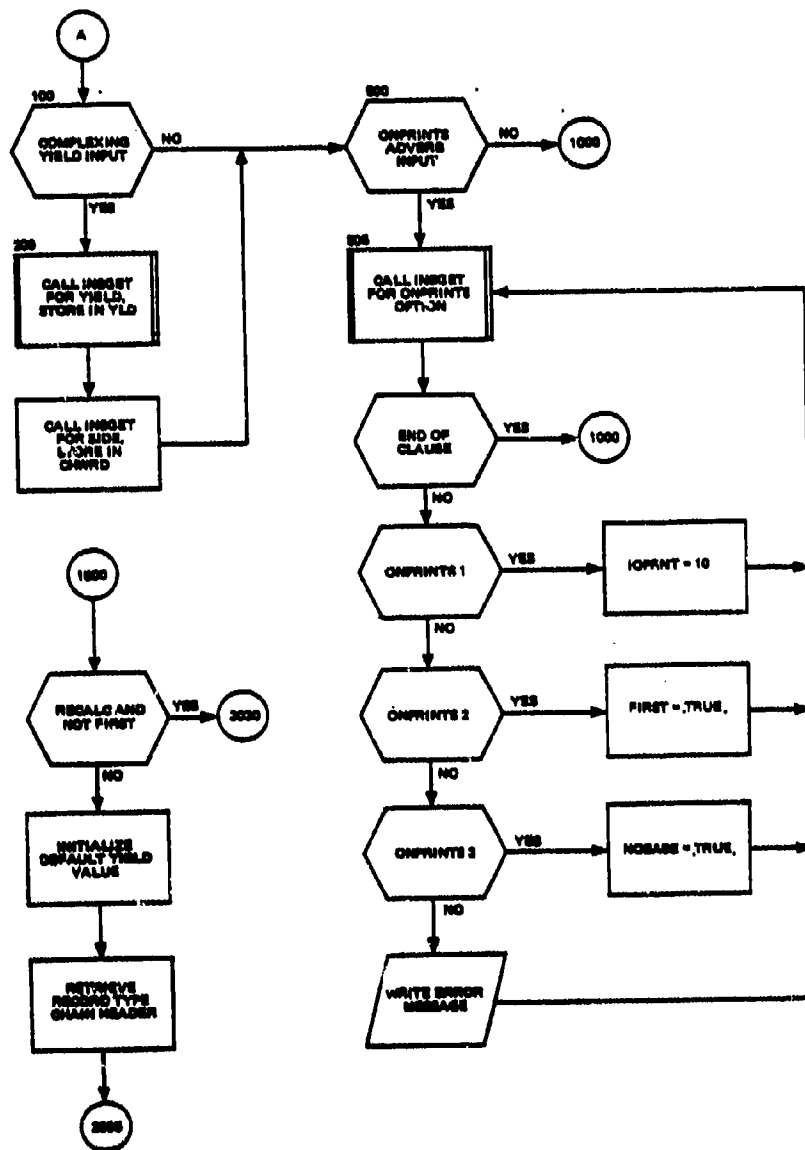 A
100
COMPLEXING
YIELD INPUT
NO
YES
200
CALL INSGET
FOR YIELD,
STORE IN YLD
CALL INSGET
FOR SIDE,
STORE IN
CHWRD
500
ONPRINTS
ADVERB
INPUT
NO
1000
YES
505
CALL INSGET
FOR ONPRINTS
OPTION
END OF
CLAUSE
YES
1000
NO
ONPRINTS 1
YES
IOPRNT = 10
NO
ONPRINTS 2
YES
FIRST = .TRUE.
NO
ONPRINTS 3
YES
NOBASE = .TRUE.
NO
WRITE ERROR
MESSAGE
RECALC AND
NOT FIRST
YES
NO
INITIALIZE
DEFAULT YIELD
VALUE
RETRIEVE
RECORD TYPE
CHAIN HEADER